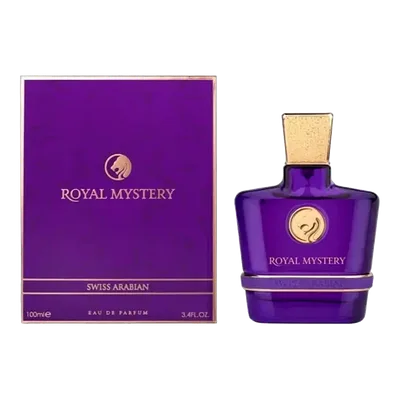 ROYAL MYSTERY
SWISS ARABIAN
EAU DE PARFUM
100ml℮
3.4FL.OZ.
ROYAL MYSTERY